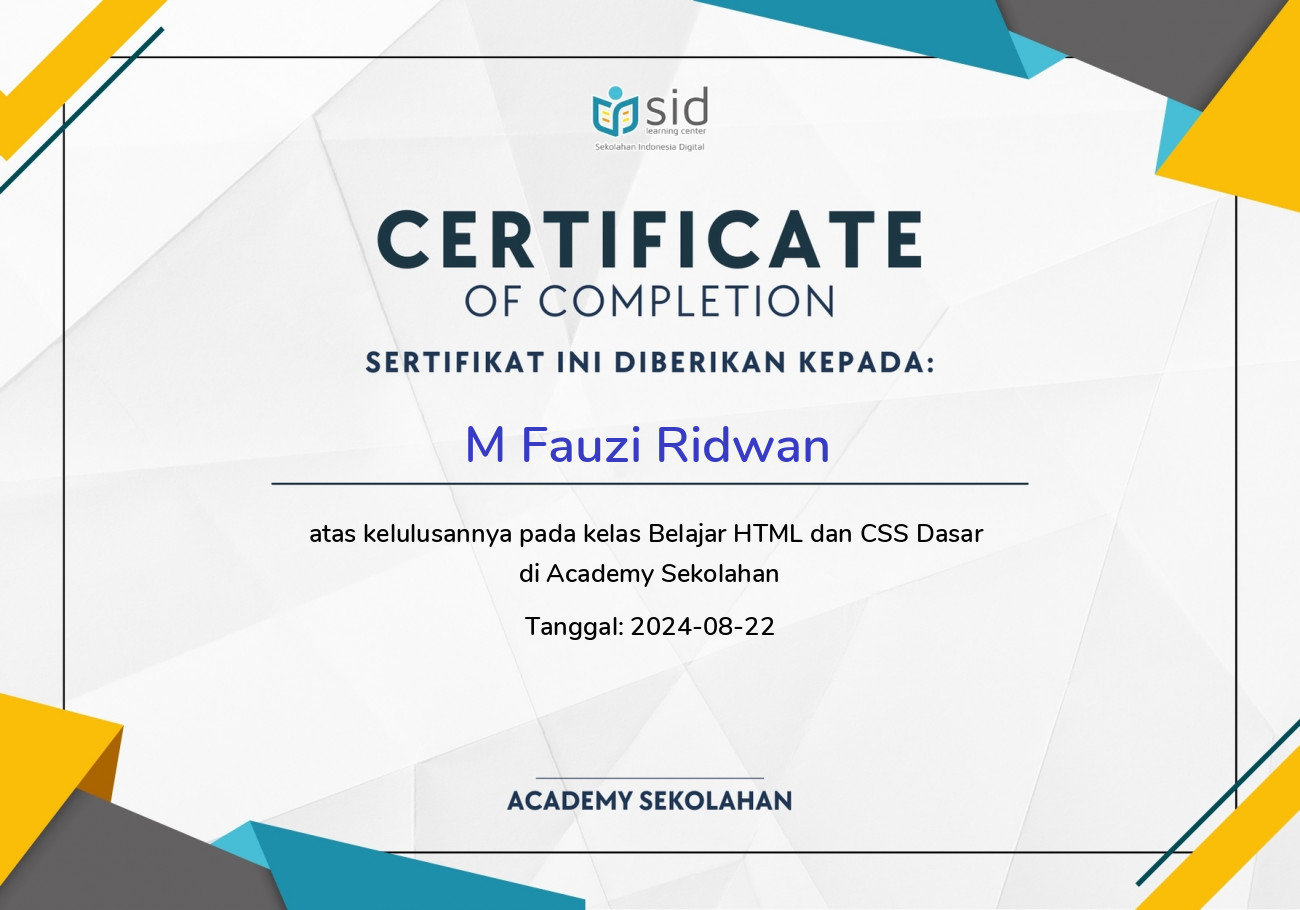 sid
learning center
Sekolahan Indonesia Digital
CERTIFICATE
OF COMPLETION
SERTIFIKAT INI DIBERIKAN KEPADA:
M Fauzi Ridwan
atas kelulusannya pada kelas Belajar HTML dan CSS Dasar
di Academy Sekolahan
Tanggal: 2024-08-22
ACADEMY SEKOLAHAN